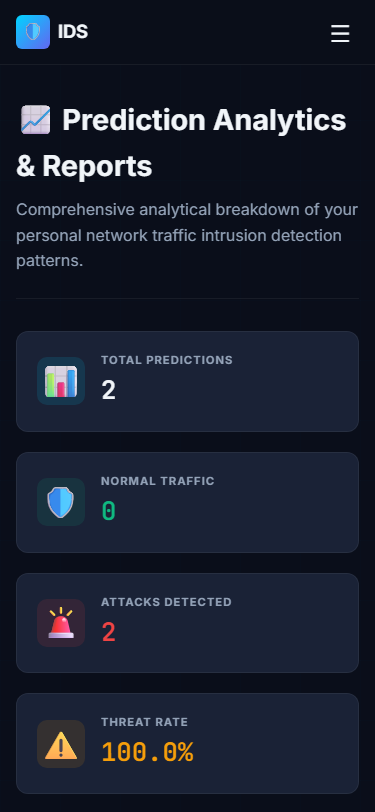 IDS
Prediction Analytics
& Reports
Comprehensive analytical breakdown of your
personal network traffic intrusion detection
patterns.
TOTAL PREDICTIONS
2
NORMAL TRAFFIC
0
ATTACKS DETECTED
2
THREAT RATE
100.0%